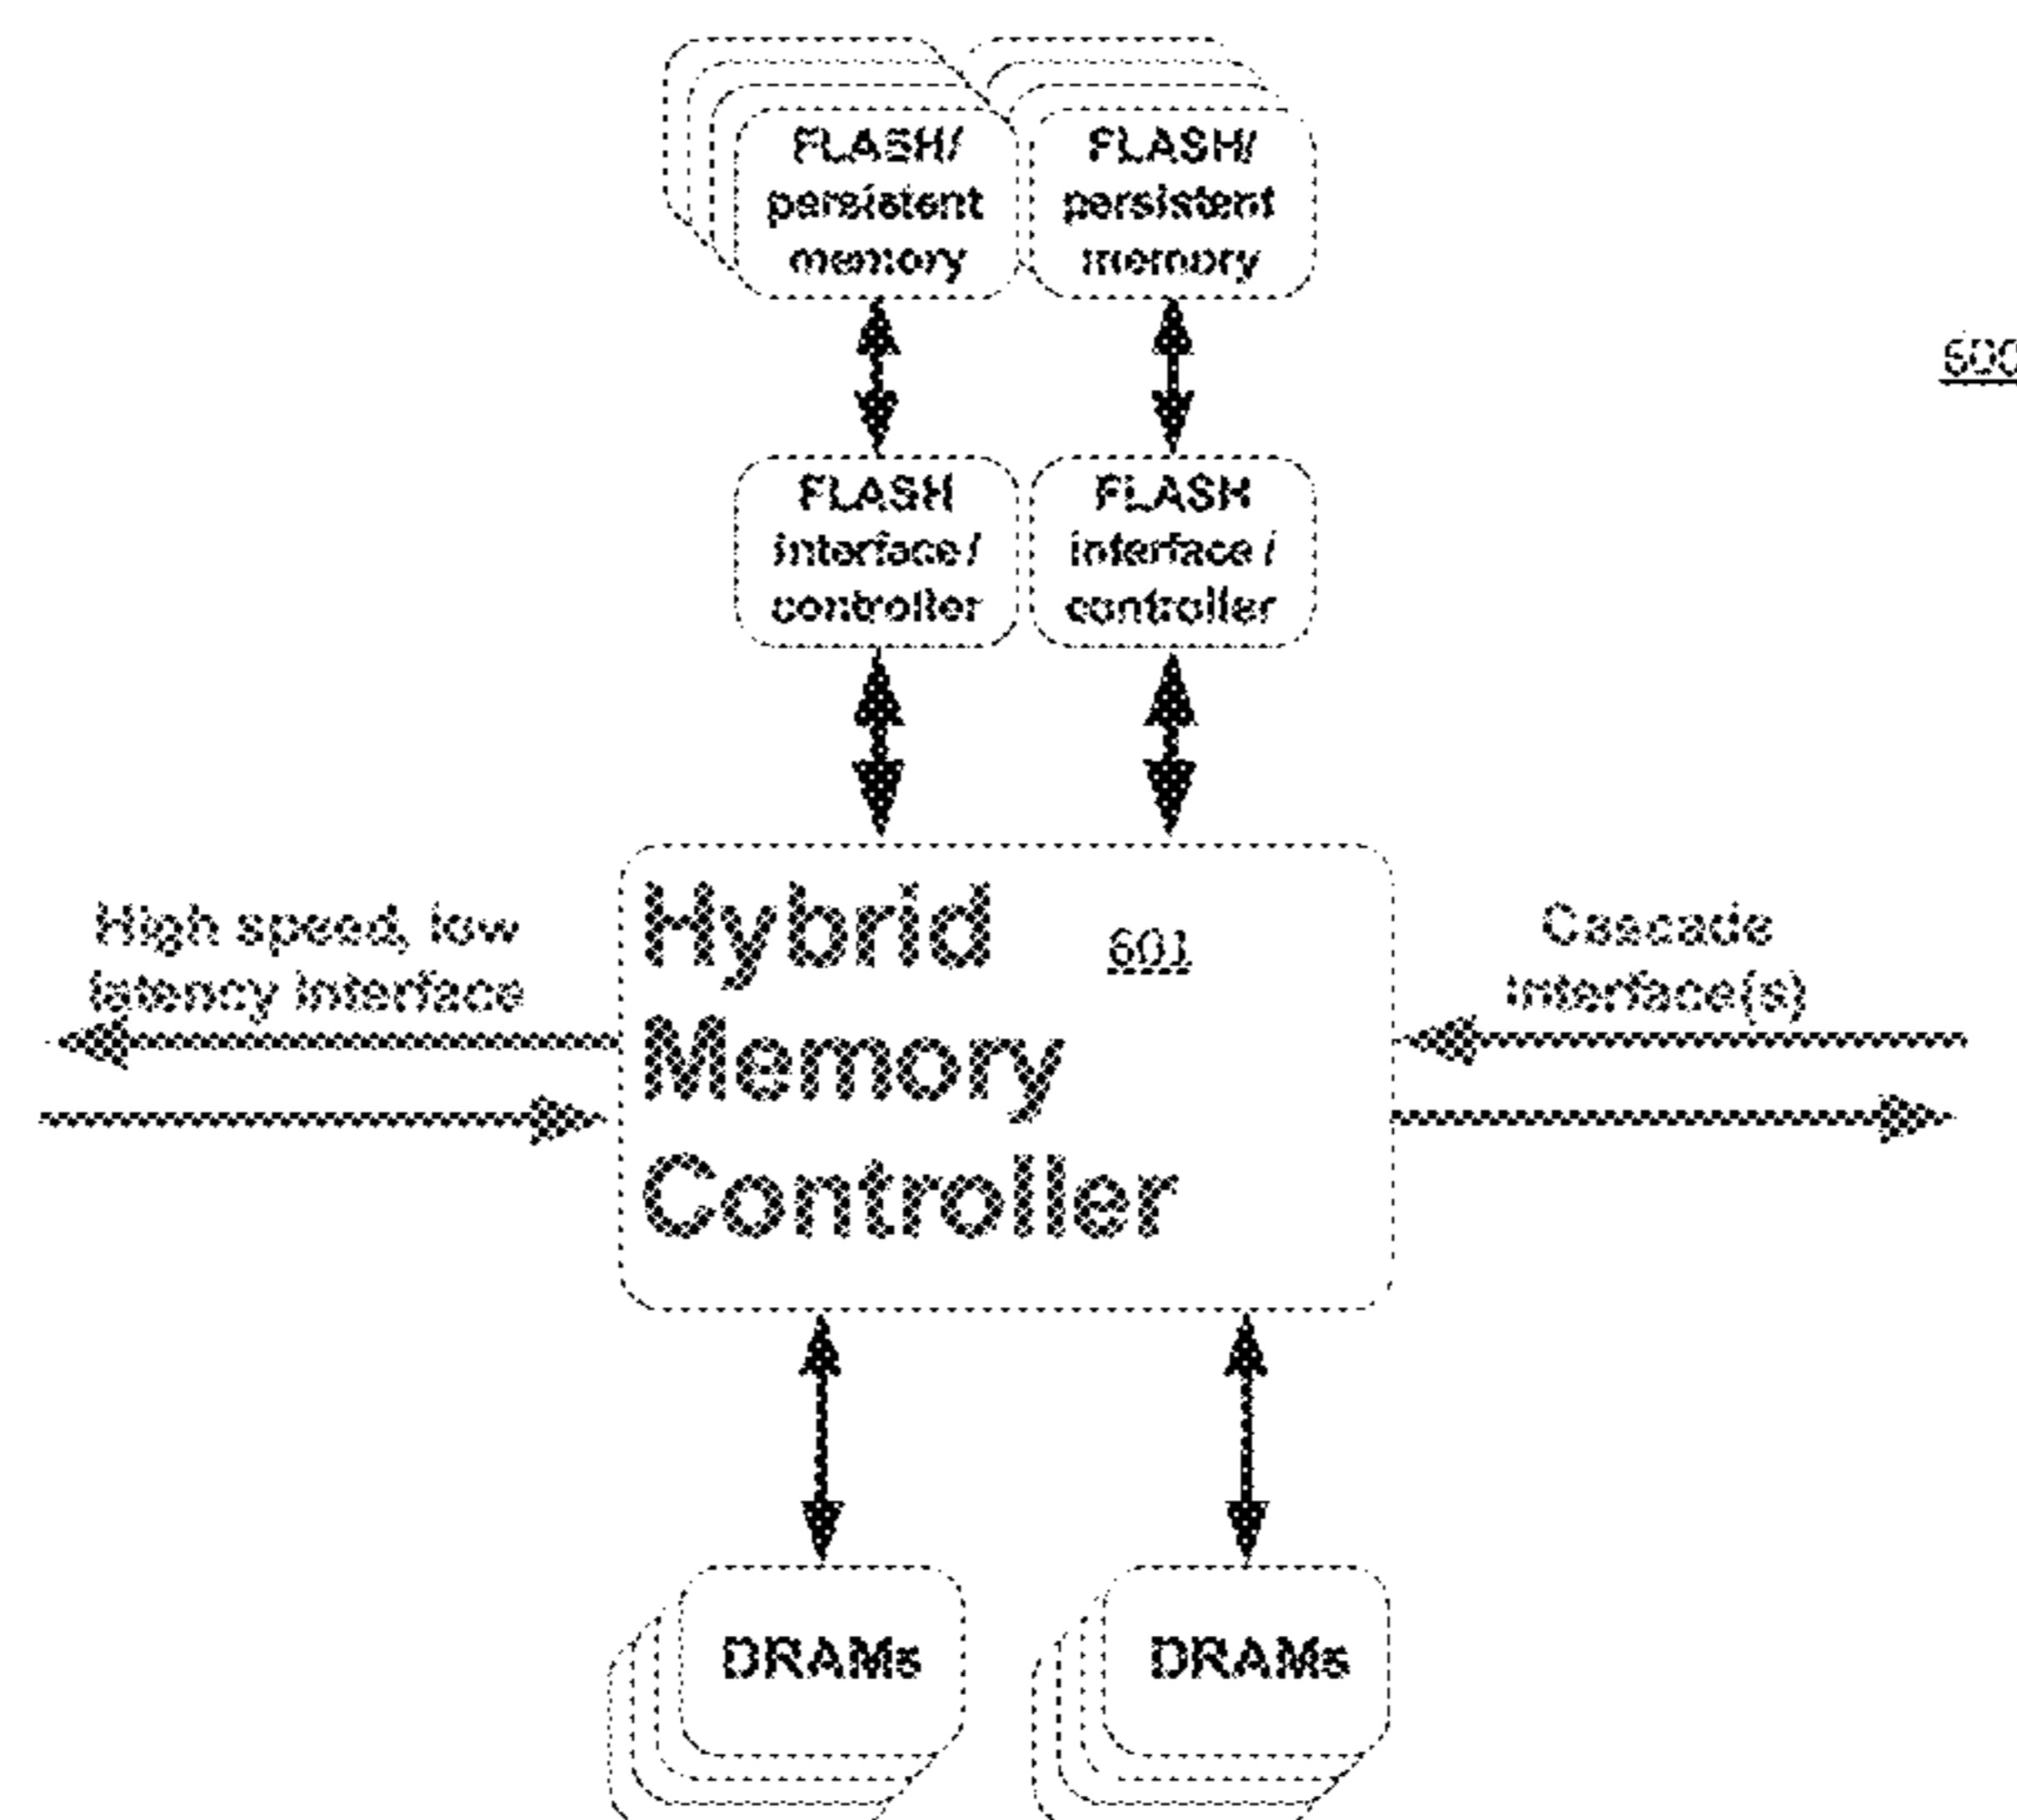 FLASH/
persistent
memory
FLASH/
persistent
memory
600
FLASH
interface/
controller
FLASH
interface/
controller
High speed, low
latency interface
Hybrid
Memory
Controller
601
Cascade
interface(s)
DRAMs
DRAMs